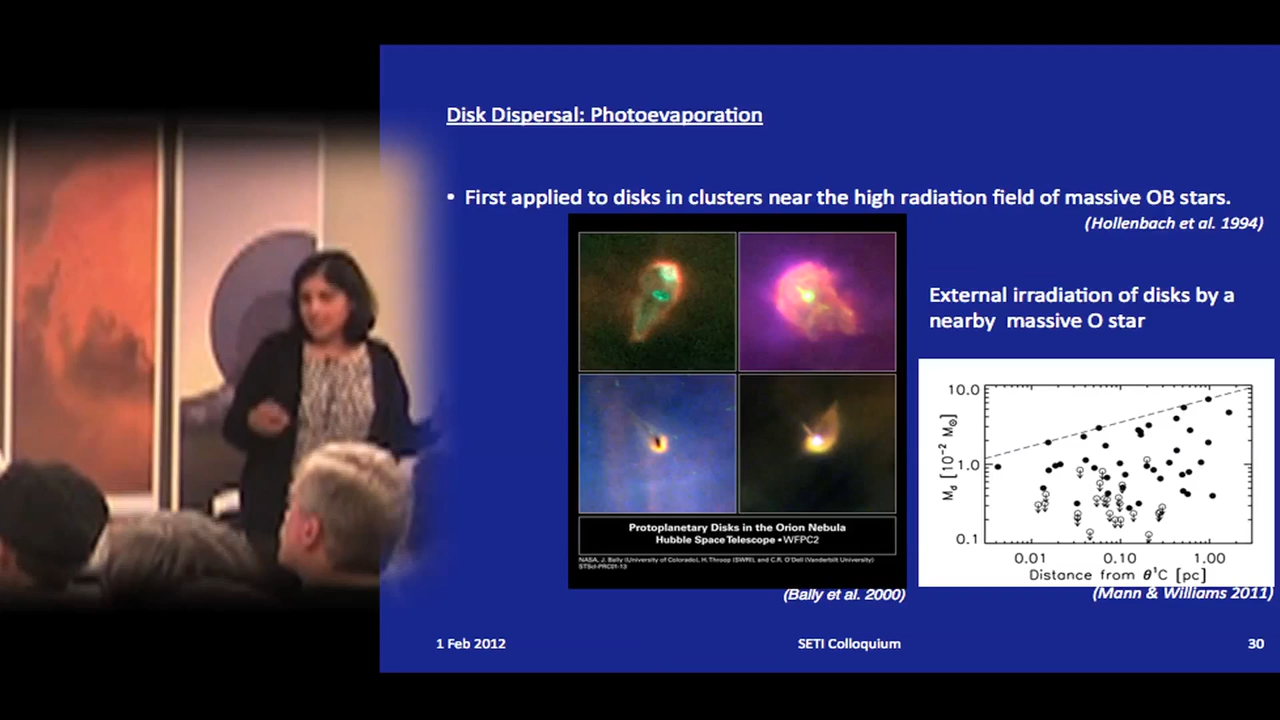 Disk Dispersal: Photoevaporation
• First applied to disks in clusters near the high radiation field of massive OB stars.
(Hollenbach et al. 1994)
External irradiation of disks by a
nearby massive O star
Protoplanetary Disks in the Orion Nebula
Hubble Space Telescope • WFPC2
NASA, J. Bally (University of Colorado), H. Throop (SWRI), and C.R. O'Dell (Vanderbilt University)
STScI-PRC01-13
(Bally et al. 2000)
10.0
1.0
0.1
M_d [10^-2 M_⊙]
0.01 0.10 1.00
Distance from θ¹C [pc]
(Mann & Williams 2011)
1 Feb 2012
SETI Colloquium
30